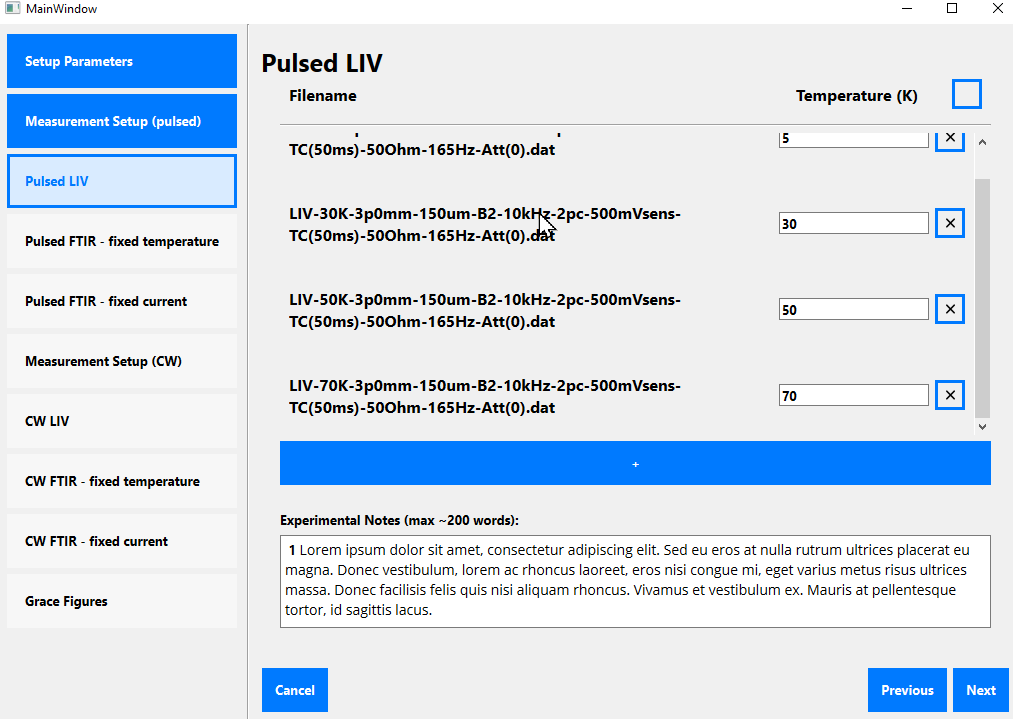 MainWindow
Setup Parameters
Measurement Setup (pulsed)
Pulsed LIV
Pulsed FTIR - fixed temperature
Pulsed FTIR - fixed current
Measurement Setup (CW)
CW LIV
CW FTIR - fixed temperature
CW FTIR - fixed current
Grace Figures
Pulsed LIV
Filename Temperature (K)
TC(50ms)-50Ohm-165Hz-Att(0).dat
5 ×
LIV-30K-3p0mm-150um-B2-10kHz-2pc-500mVsens-
TC(50ms)-50Ohm-165Hz-Att(0).dat
30 ×
LIV-50K-3p0mm-150um-B2-10kHz-2pc-500mVsens-
TC(50ms)-50Ohm-165Hz-Att(0).dat
50 ×
LIV-70K-3p0mm-150um-B2-10kHz-2pc-500mVsens-
TC(50ms)-50Ohm-165Hz-Att(0).dat
70 ×
+
Experimental Notes (max ~200 words):
1 Lorem ipsum dolor sit amet, consectetur adipiscing elit. Sed eu eros at nulla rutrum ultrices placerat eu
magna. Donec vestibulum, lorem ac rhoncus laoreet, eros nisi congue mi, eget varius metus risus ultrices
massa. Donec facilisis felis quis nisi aliquam rhoncus. Vivamus et vestibulum ex. Mauris at pellentesque
tortor, id sagittis lacus.
Cancel Previous Next